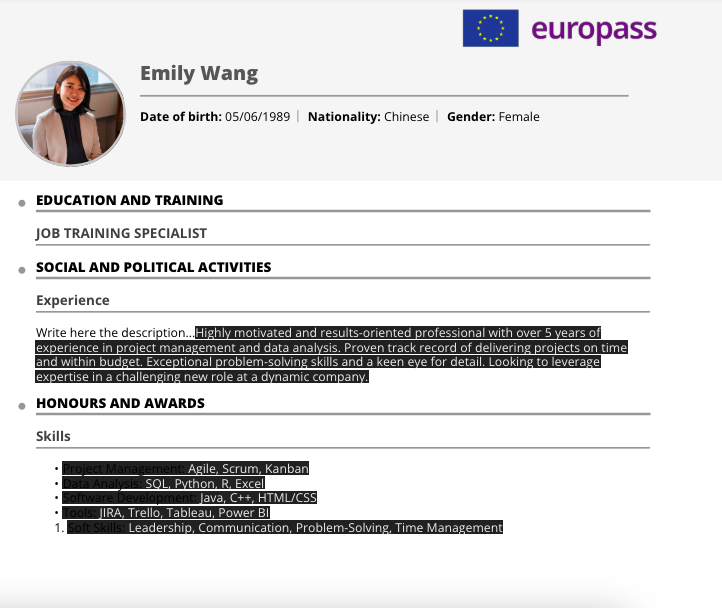 europass
Emily Wang
Date of birth: 05/06/1989 | Nationality: Chinese | Gender: Female
EDUCATION AND TRAINING
JOB TRAINING SPECIALIST
SOCIAL AND POLITICAL ACTIVITIES
Experience
Write here the description...Highly motivated and results-oriented professional with over 5 years of
experience in project management and data analysis. Proven track record of delivering projects on time
and within budget. Exceptional problem-solving skills and a keen eye for detail. Looking to leverage
expertise in a challenging new role at a dynamic company.
HONOURS AND AWARDS
Skills
• Project Management: Agile, Scrum, Kanban
• Data Analysis: SQL, Python, R, Excel
• Software Development: Java, C++, HTML/CSS
• Tools: JIRA, Trello, Tableau, Power BI
1. Soft Skills: Leadership, Communication, Problem-Solving, Time Management